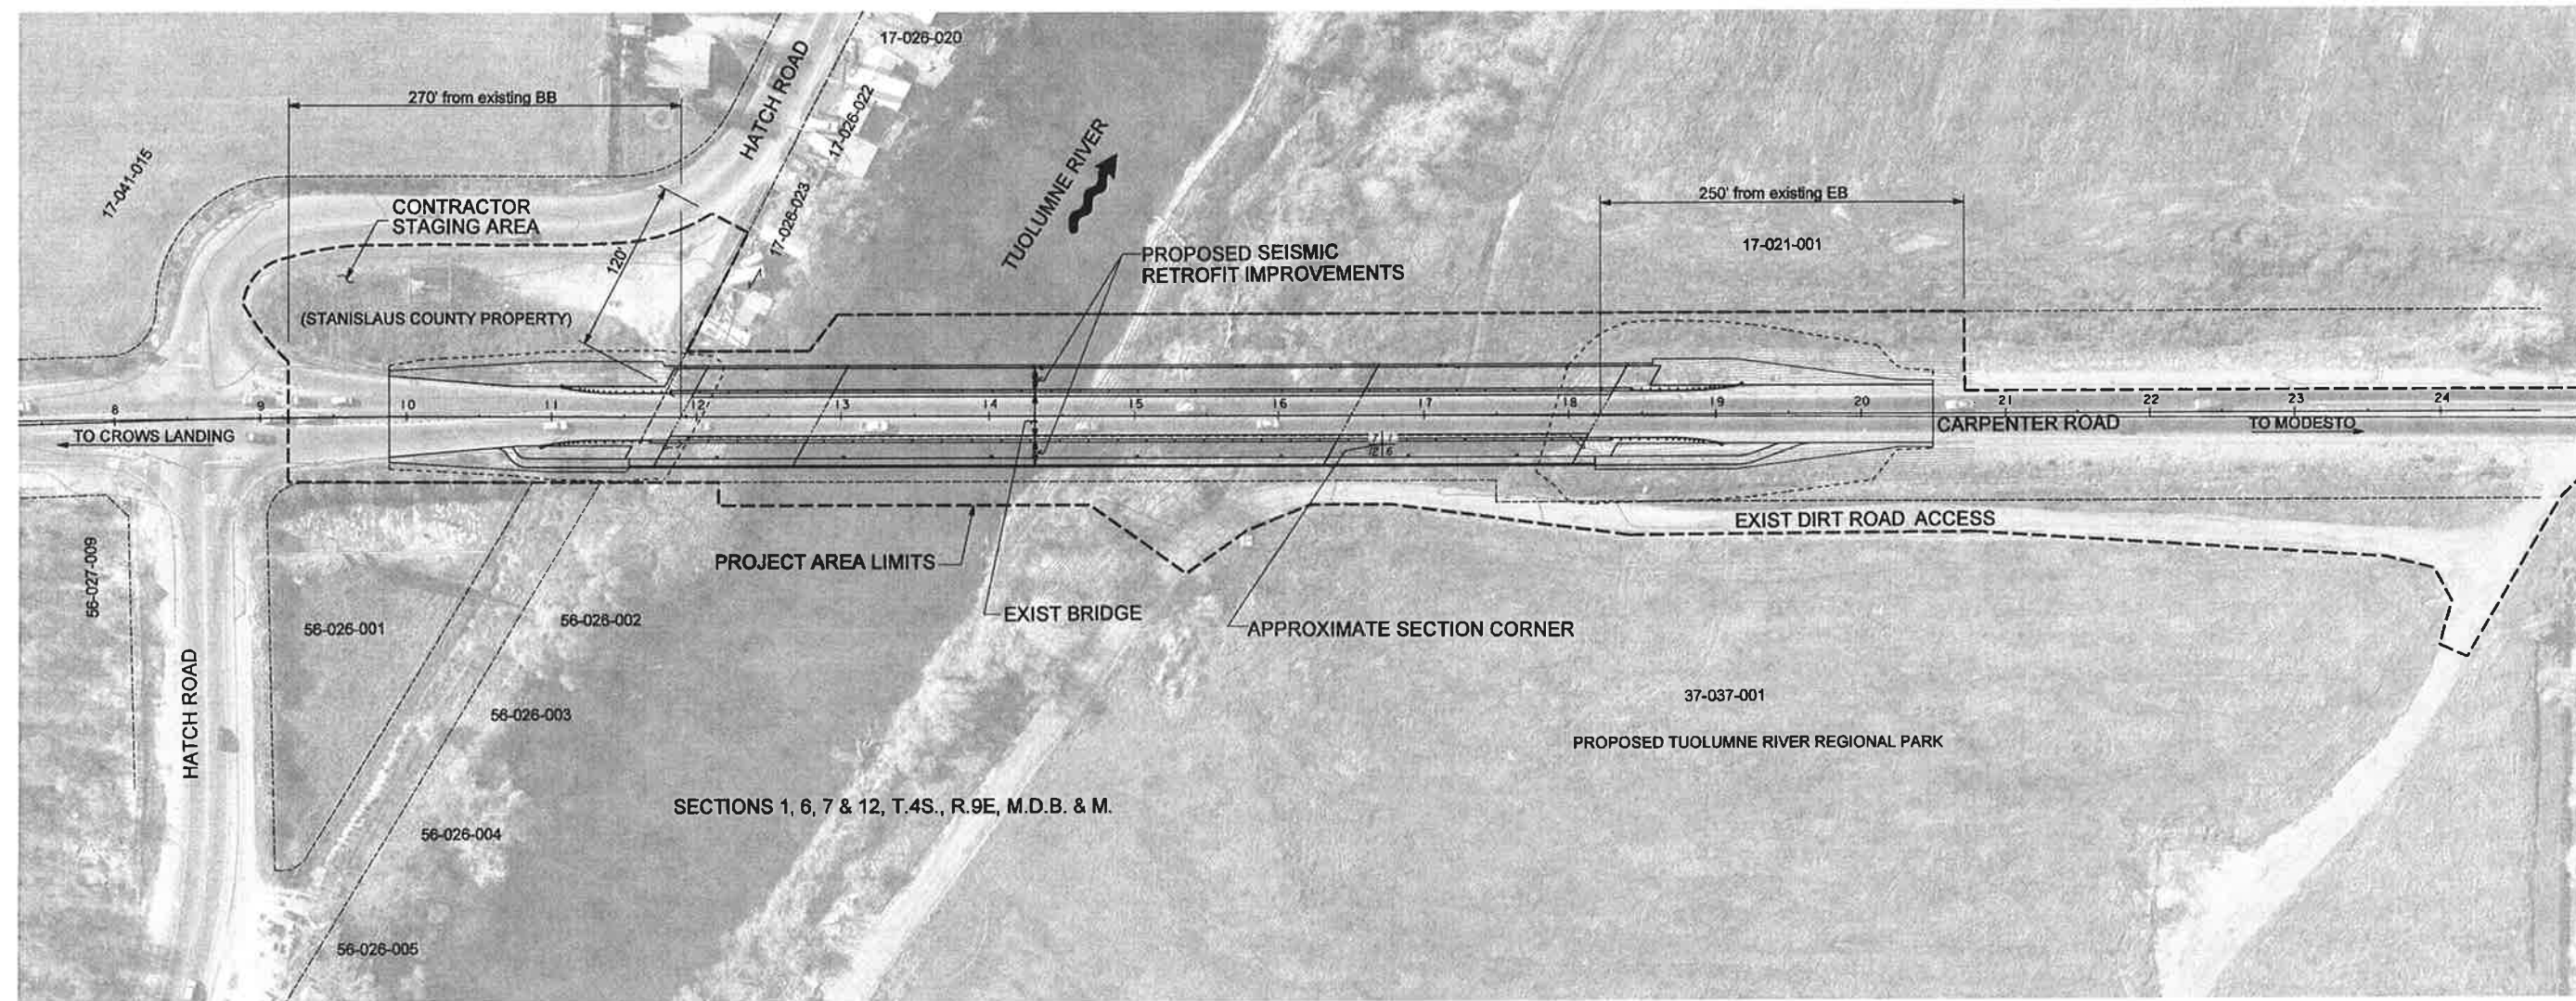 17-026-020
HATCH ROAD
270' from existing BB
17-026-022
17-041-015
TUOLUMNE RIVER
17-026-023
250' from existing EB
CONTRACTOR
STAGING AREA
120'
17-021-001
PROPOSED SEISMIC
RETROFIT IMPROVEMENTS
(STANISLAUS COUNTY PROPERTY)
8 9 10 11 12 13 14 15 16 17 18 19 20 21 22 23 24
TO CROWS LANDING
CARPENTER ROAD
TO MODESTO
12 6
EXIST DIRT ROAD ACCESS
PROJECT AREA LIMITS
56-027-009
56-026-001
56-026-002
EXIST BRIDGE
APPROXIMATE SECTION CORNER
HATCH ROAD
56-026-003
37-037-001
PROPOSED TUOLUMNE RIVER REGIONAL PARK
SECTIONS 1, 6, 7 & 12, T.4S., R.9E, M.D.B. & M.
56-026-004
56-026-005